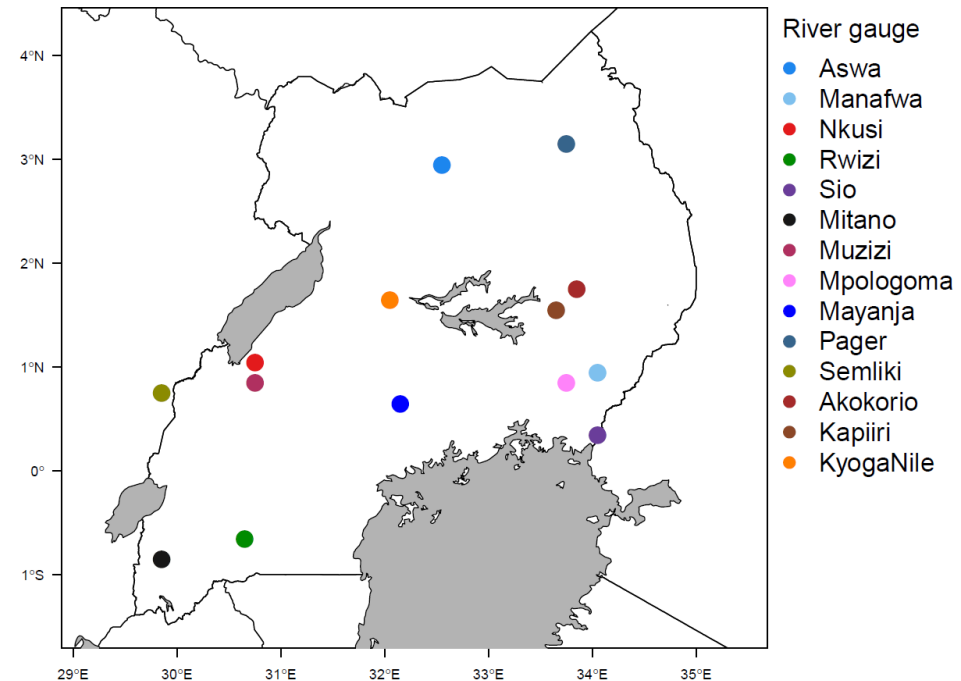 River gauge
Aswa
Manafwa
Nkusi
Rwizi
Sio
Mitano
Muzizi
Mpologoma
Mayanja
Pager
Semliki
Akokorio
Kapiiri
KyogaNile
4°N
3°N
2°N
1°N
0°
1°S
29°E
30°E
31°E
32°E
33°E
34°E
35°E